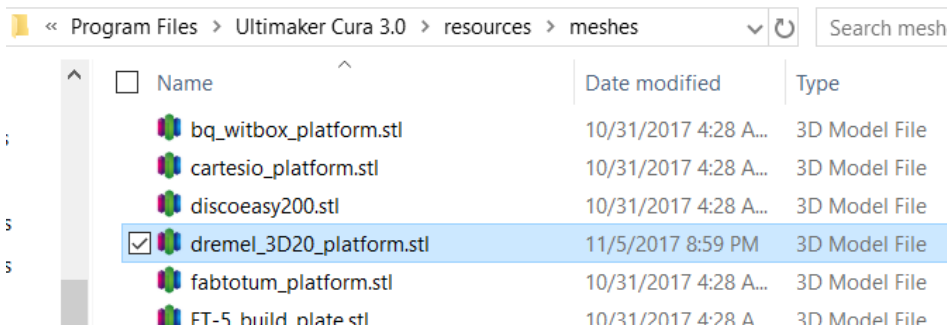 « Program Files > Ultimaker Cura 3.0 > resources > meshes Search mesh
Name Date modified Type
bq_witbox_platform.stl 10/31/2017 4:28 A... 3D Model File
cartesio_platform.stl 10/31/2017 4:28 A... 3D Model File
discoeasy200.stl 10/31/2017 4:28 A... 3D Model File
dremel_3D20_platform.stl 11/5/2017 8:59 PM 3D Model File
fabtotum_platform.stl 10/31/2017 4:28 A... 3D Model File
FT-5_build_plate.stl 10/31/2017 4:28 A 3D Model File